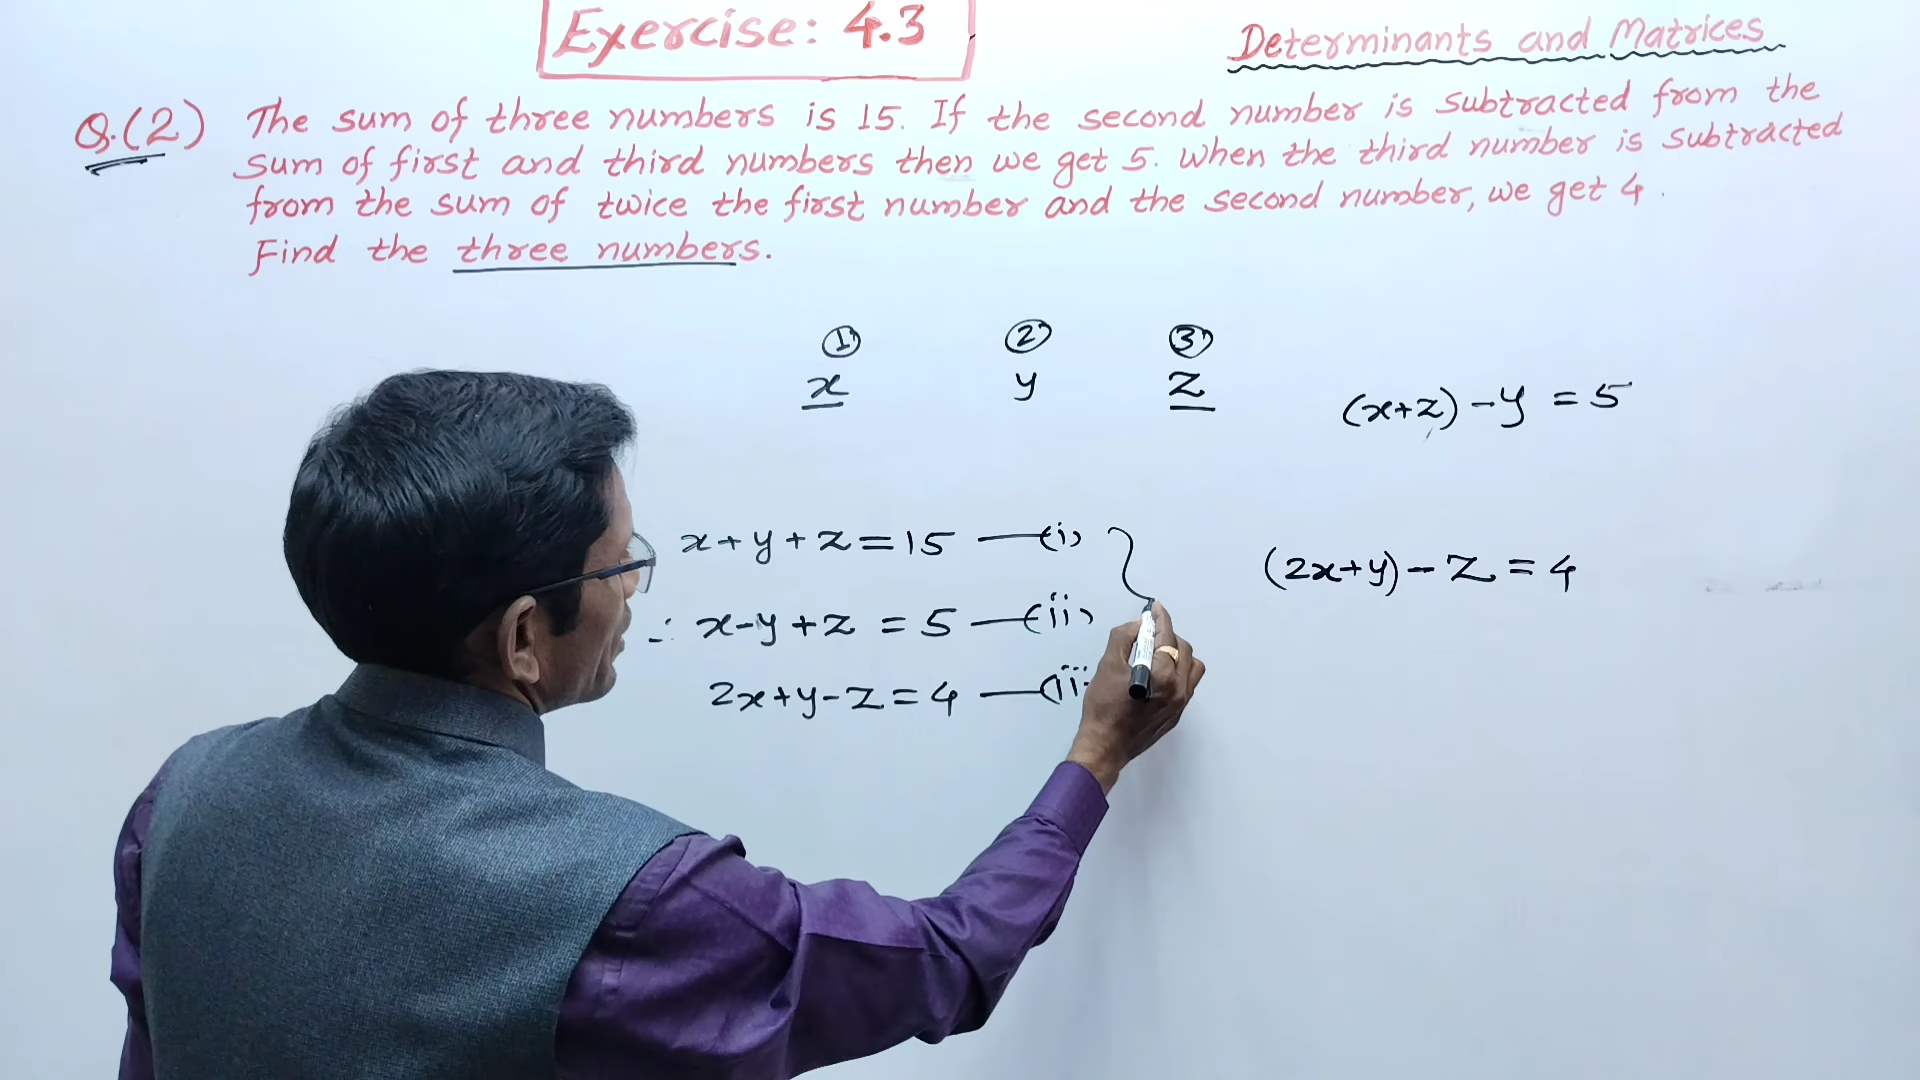 Exercise: 4.3
Determinants and Matrices
Q.(2) The sum of three numbers is 15. If the second number is subtracted from the
sum of first and third numbers then we get 5. When the third number is subtracted
from the sum of twice the first number and the second number, we get 4.
Find the three numbers.
1 2 3
x y z
(x+z)-y = 5
x+y+z=15 —(i)
(2x+y)-z=4
∴ x-y+z = 5 —(ii)
2x+y-z=4 —(ii